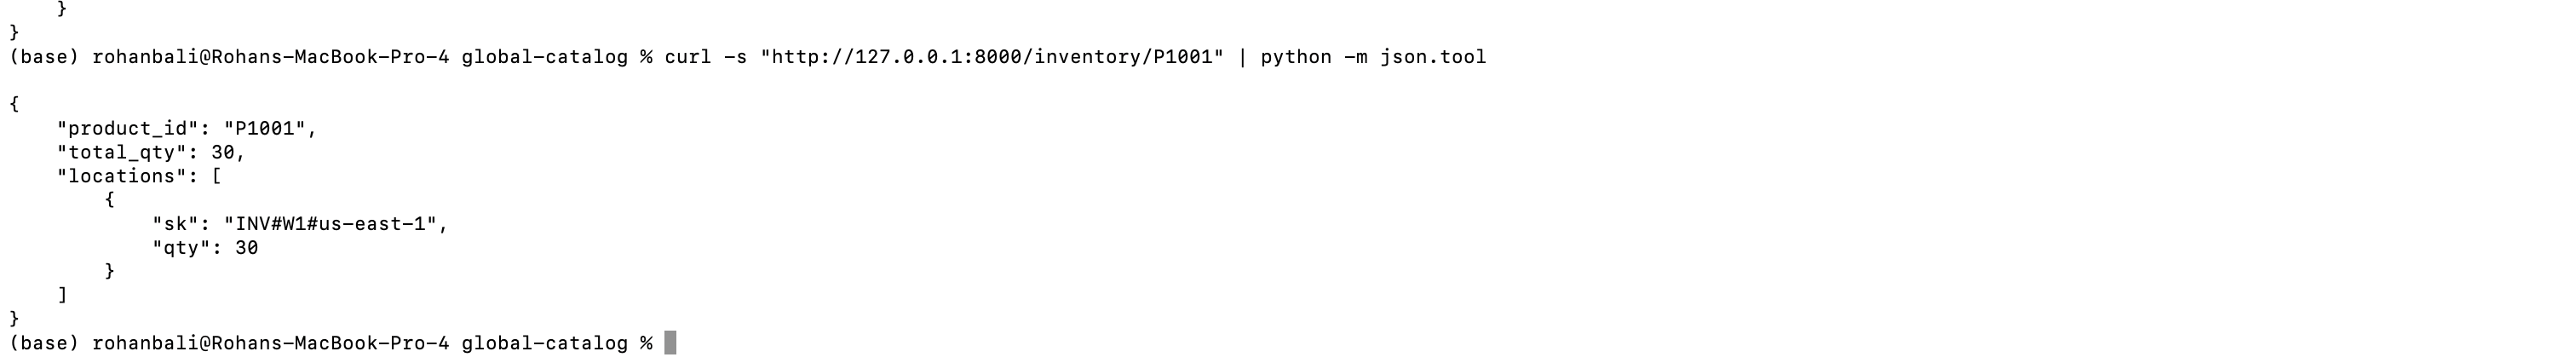 }
}
(base) rohanbali@Rohans-MacBook-Pro-4 global-catalog % curl -s "http://127.0.0.1:8000/inventory/P1001" | python -m json.tool

{
    "product_id": "P1001",
    "total_qty": 30,
    "locations": [
        {
            "sk": "INV#W1#us-east-1",
            "qty": 30
        }
    ]
}
(base) rohanbali@Rohans-MacBook-Pro-4 global-catalog %